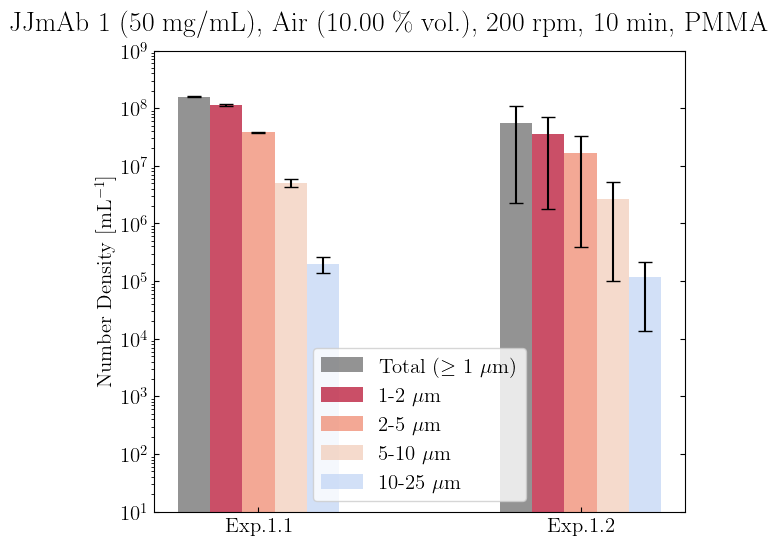 JJmAb 1 (50 mg/mL), Air (10.00 % vol.), 200 rpm, 10 min, PMMA
10⁹
10⁸
10⁷
10⁶
10⁵
10⁴
10³
10²
10¹
Number Density [mL⁻¹]
Total (≥ 1 μm)
1-2 μm
2-5 μm
5-10 μm
10-25 μm
Exp.1.1
Exp.1.2